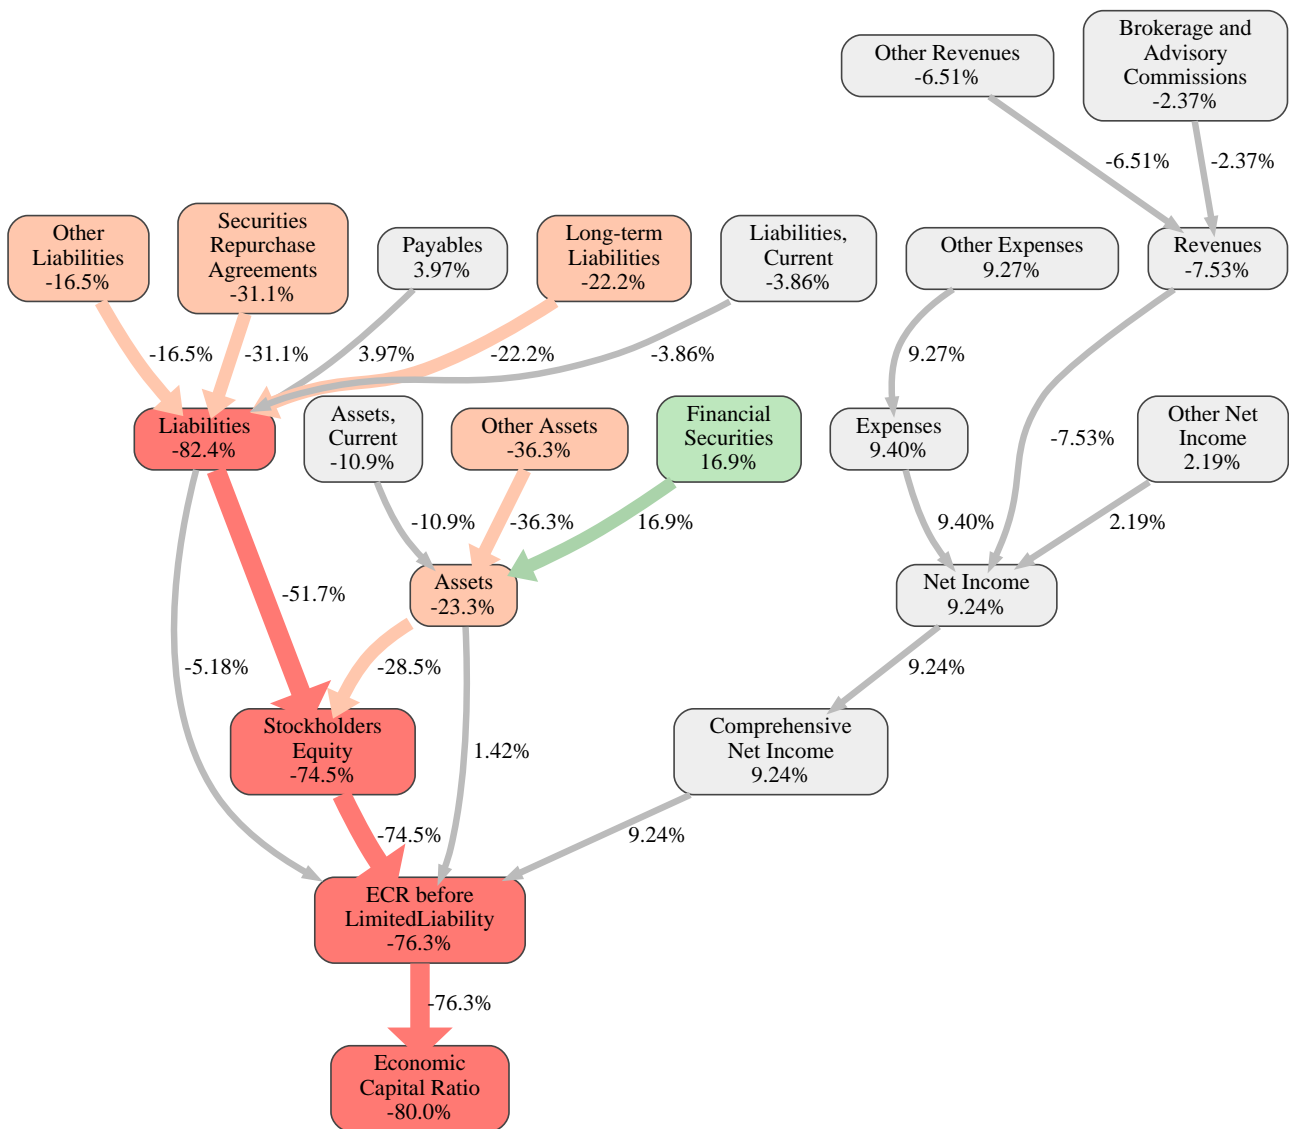 Other Revenues
-6.51%
Brokerage and
Advisory
Commissions
-2.37%
-6.51%
-2.37%
Other
Liabilities
-16.5%
Securities
Repurchase
Agreements
-31.1%
Payables
3.97%
Long-term
Liabilities
-22.2%
Liabilities,
Current
-3.86%
Other Expenses
9.27%
Revenues
-7.53%
-16.5%
-31.1%
3.97%
-22.2%
-3.86%
9.27%
Liabilities
-82.4%
Assets,
Current
-10.9%
Other Assets
-36.3%
Financial
Securities
16.9%
Expenses
9.40%
-7.53%
Other Net
Income
2.19%
-10.9%
-36.3%
16.9%
9.40%
2.19%
Assets
-23.3%
Net Income
9.24%
-51.7%
-5.18%
-28.5%
9.24%
Stockholders
Equity
-74.5%
1.42%
Comprehensive
Net Income
9.24%
-74.5%
9.24%
ECR before
LimitedLiability
-76.3%
-76.3%
Economic
Capital Ratio
-80.0%